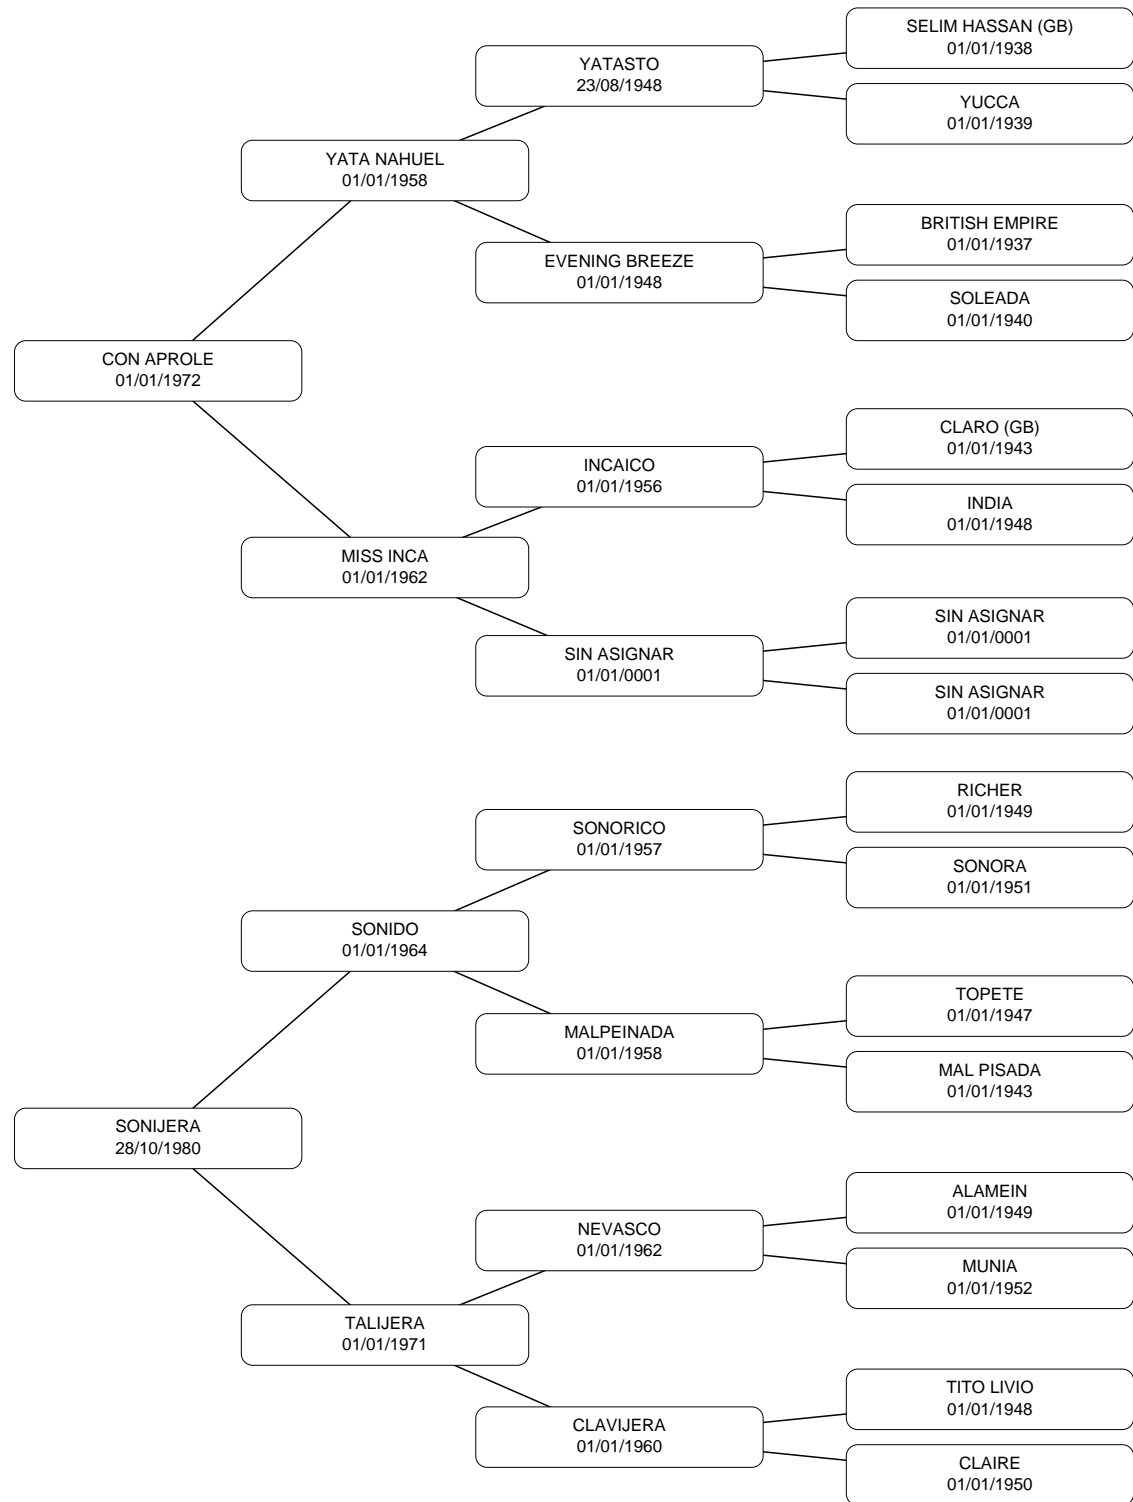 SELIM HASSAN (GB)
01/01/1938
YATASTO
23/08/1948
YUCCA
01/01/1939
YATA NAHUEL
01/01/1958
BRITISH EMPIRE
01/01/1937
EVENING BREEZE
01/01/1948
SOLEADA
01/01/1940
CON APROLE
01/01/1972
CLARO (GB)
01/01/1943
INCAICO
01/01/1956
INDIA
01/01/1948
MISS INCA
01/01/1962
SIN ASIGNAR
01/01/0001
SIN ASIGNAR
01/01/0001
SIN ASIGNAR
01/01/0001
RICHER
01/01/1949
SONORICO
01/01/1957
SONORA
01/01/1951
SONIDO
01/01/1964
TOPETE
01/01/1947
MALPEINADA
01/01/1958
MAL PISADA
01/01/1943
SONIJERA
28/10/1980
ALAMEIN
01/01/1949
NEVASCO
01/01/1962
MUNIA
01/01/1952
TALIJERA
01/01/1971
TITO LIVIO
01/01/1948
CLAVIJERA
01/01/1960
CLAIRE
01/01/1950